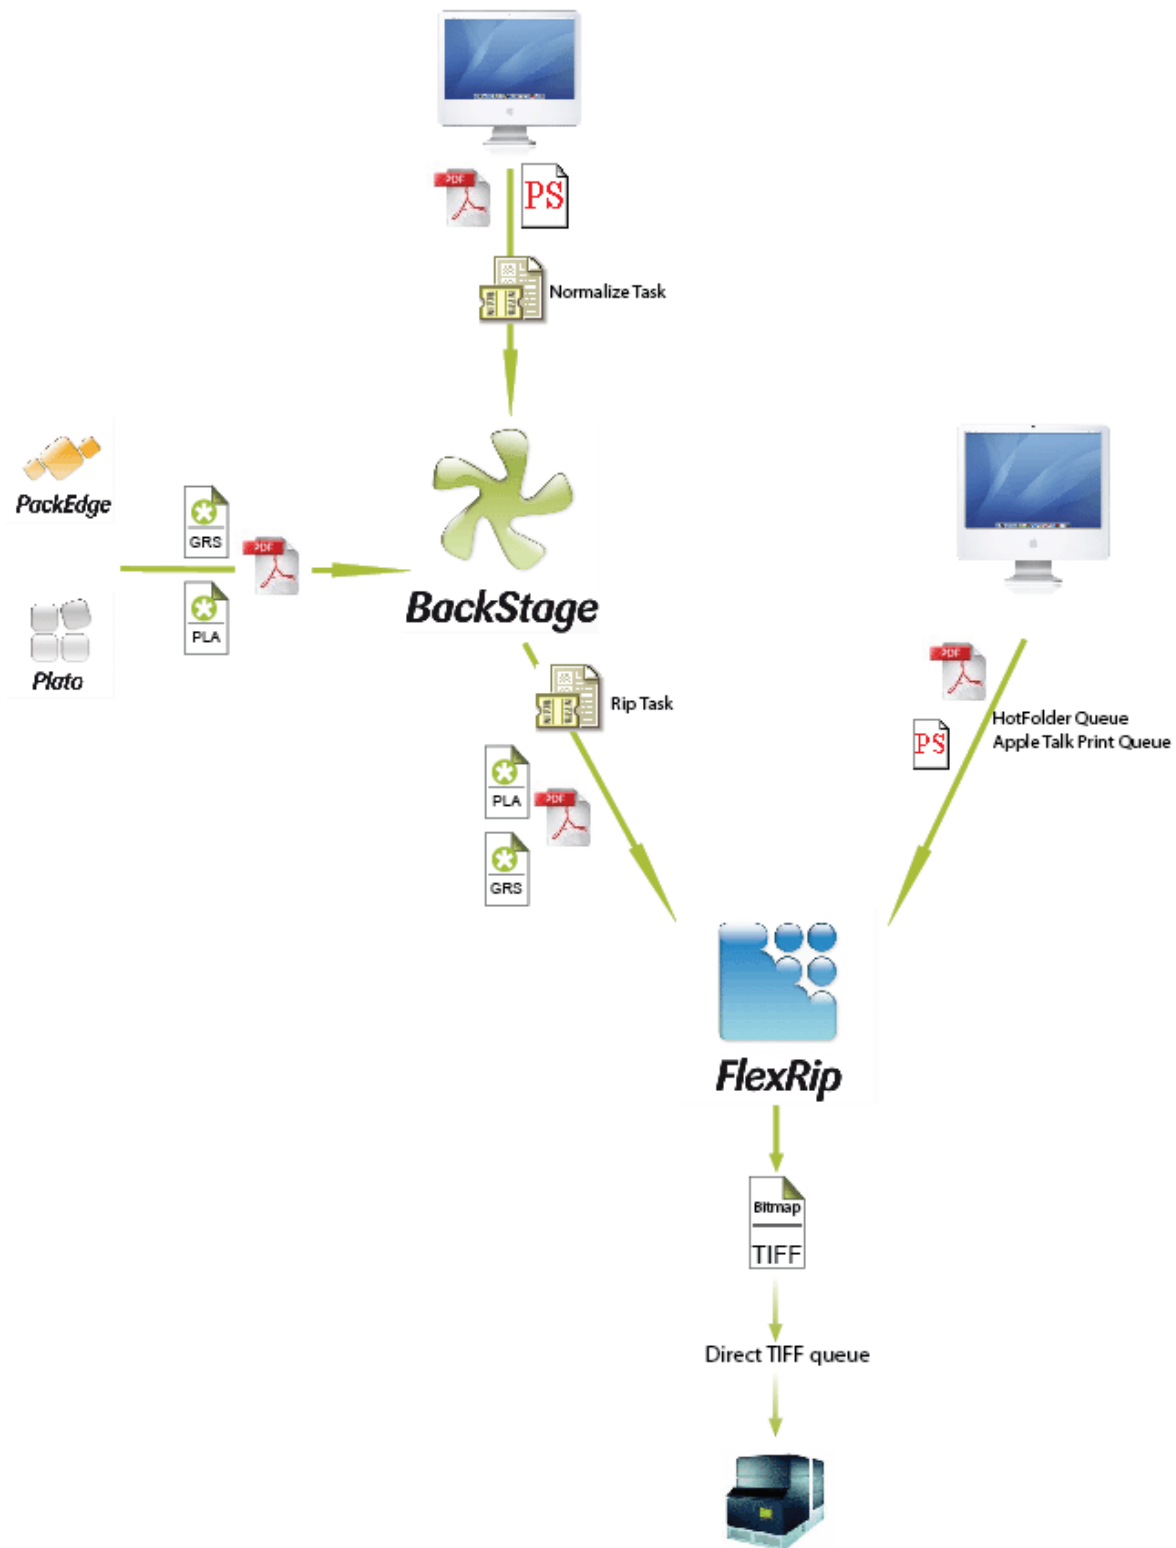 PDF
PS
Normalize Task
PackEdge
GRS
PDF
PLA
Plato
BackStage
Rip Task
PDF
HotFolder Queue
PS
Apple Talk Print Queue
PLA
PDF
GRS
FlexRip
Bitmap
TIFF
Direct TIFF queue